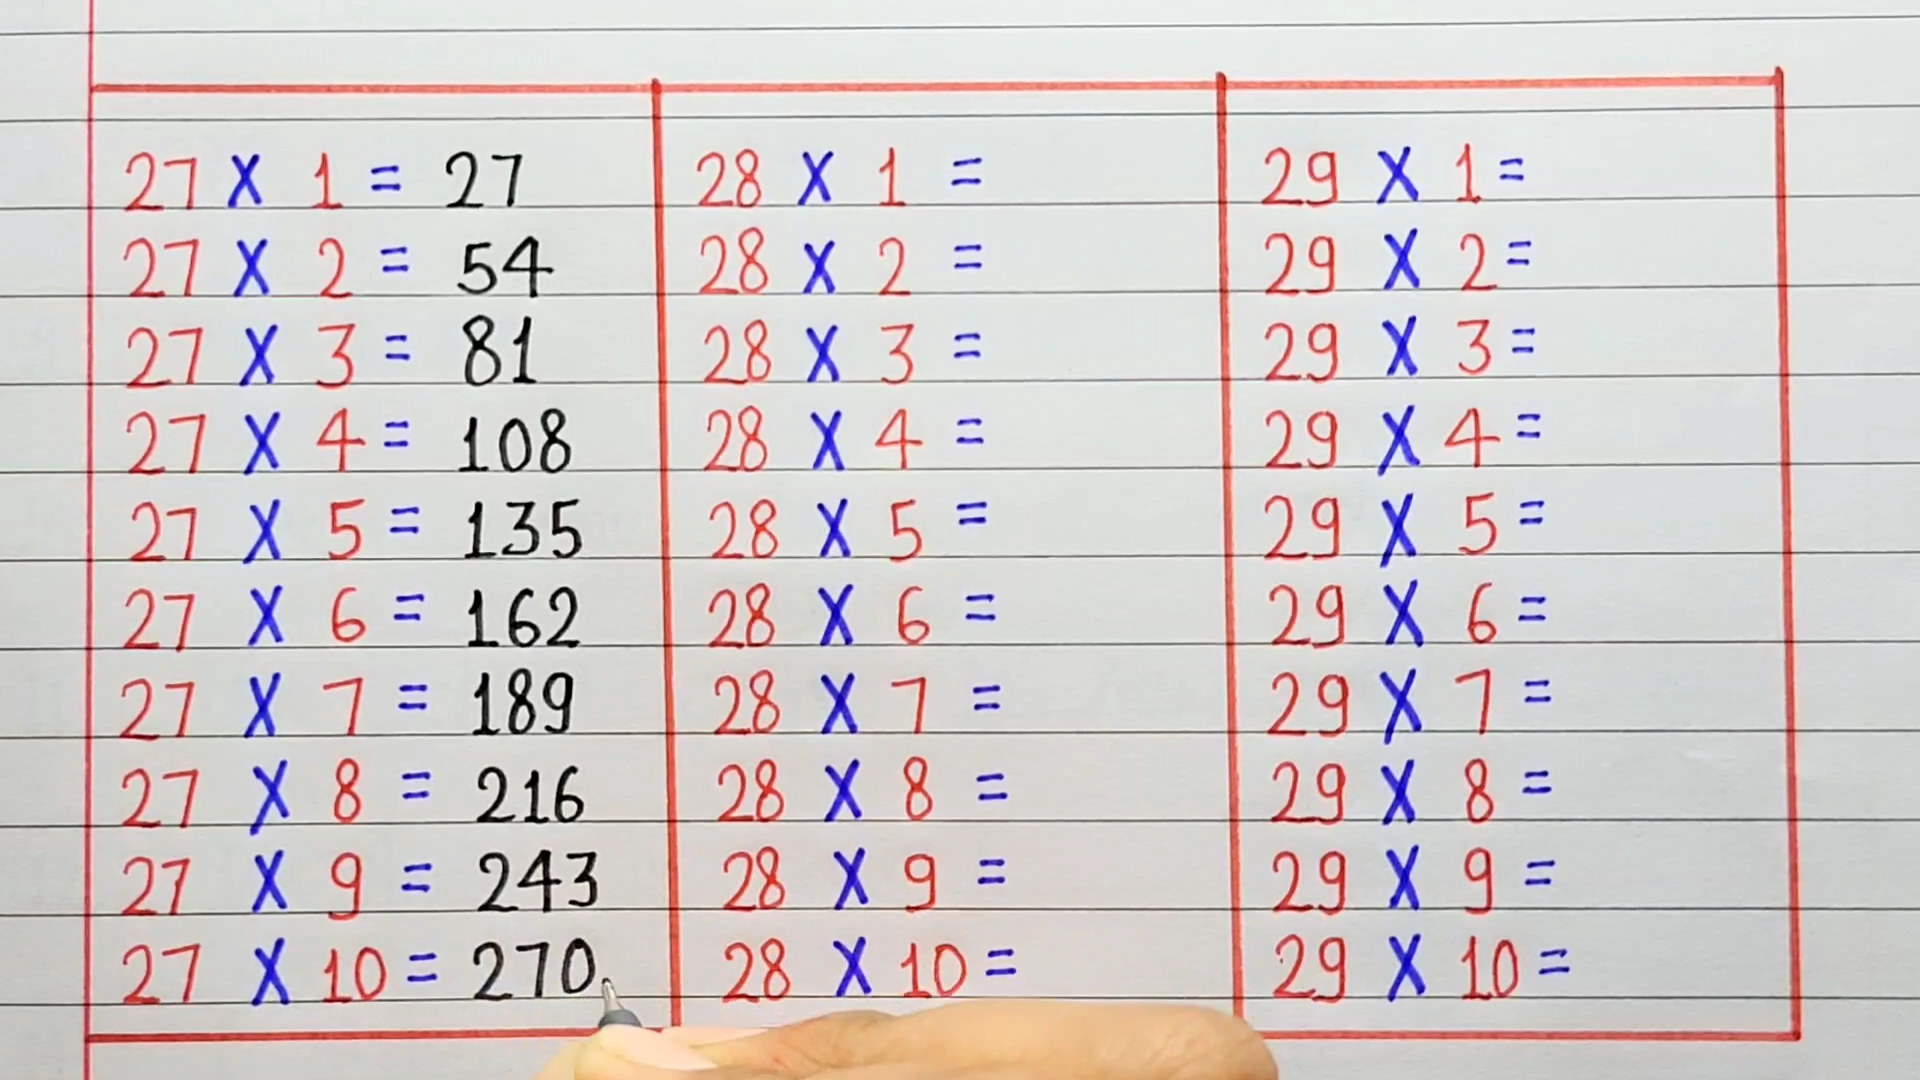 27 X 1 = 27
27 X 2 = 54
27 X 3 = 81
27 X 4 = 108
27 X 5 = 135
27 X 6 = 162
27 X 7 = 189
27 X 8 = 216
27 X 9 = 243
27 X 10 = 270
28 X 1 =
28 X 2 =
28 X 3 =
28 X 4 =
28 X 5 =
28 X 6 =
28 X 7 =
28 X 8 =
28 X 9 =
28 X 10 =
29 X 1 =
29 X 2 =
29 X 3 =
29 X 4 =
29 X 5 =
29 X 6 =
29 X 7 =
29 X 8 =
29 X 9 =
29 X 10 =